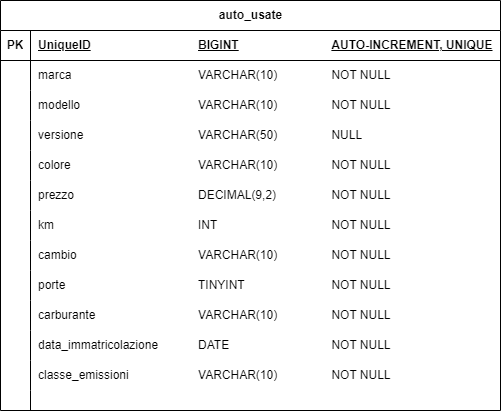 auto_usate
PK UniqueID BIGINT AUTO-INCREMENT, UNIQUE
marca VARCHAR(10) NOT NULL
modello VARCHAR(10) NOT NULL
versione VARCHAR(50) NULL
colore VARCHAR(10) NOT NULL
prezzo DECIMAL(9,2) NOT NULL
km INT NOT NULL
cambio VARCHAR(10) NOT NULL
porte TINYINT NOT NULL
carburante VARCHAR(10) NOT NULL
data_immatricolazione DATE NOT NULL
classe_emissioni VARCHAR(10) NOT NULL